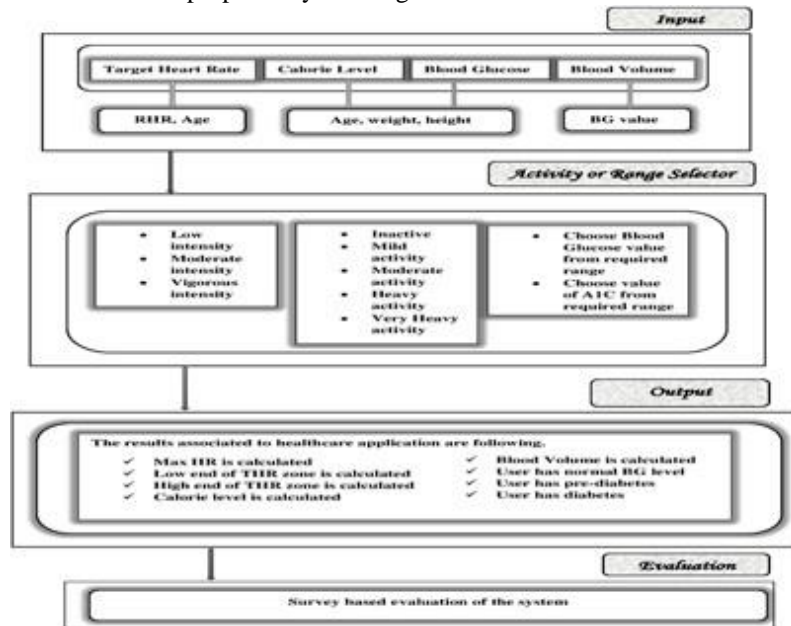 Input
Target Heart Rate
Calorie Level
Blood Glucose
Blood Volume
RHR, Age
Age, weight, height
BG value
Activity or Range Selector
• Low
intensity
• Moderate
intensity
• Vigorous
intensity
• Inactive
• Mild
activity
• Moderate
activity
• Heavy
activity
• Very Heavy
activity
• Choose Blood
Glucose value
from required
range
• Choose value
of A1C from
required range
Output
The results associated to healthcare application are following.
✓ Max HR is calculated
✓ Low end of THR zone is calculated
✓ High end of THR zone is calculated
✓ Calorie level is calculated
✓ Blood Volume is calculated
✓ User has normal BG level
✓ User has pre-diabetes
✓ User has diabetes
Evaluation
Survey based evaluation of the system